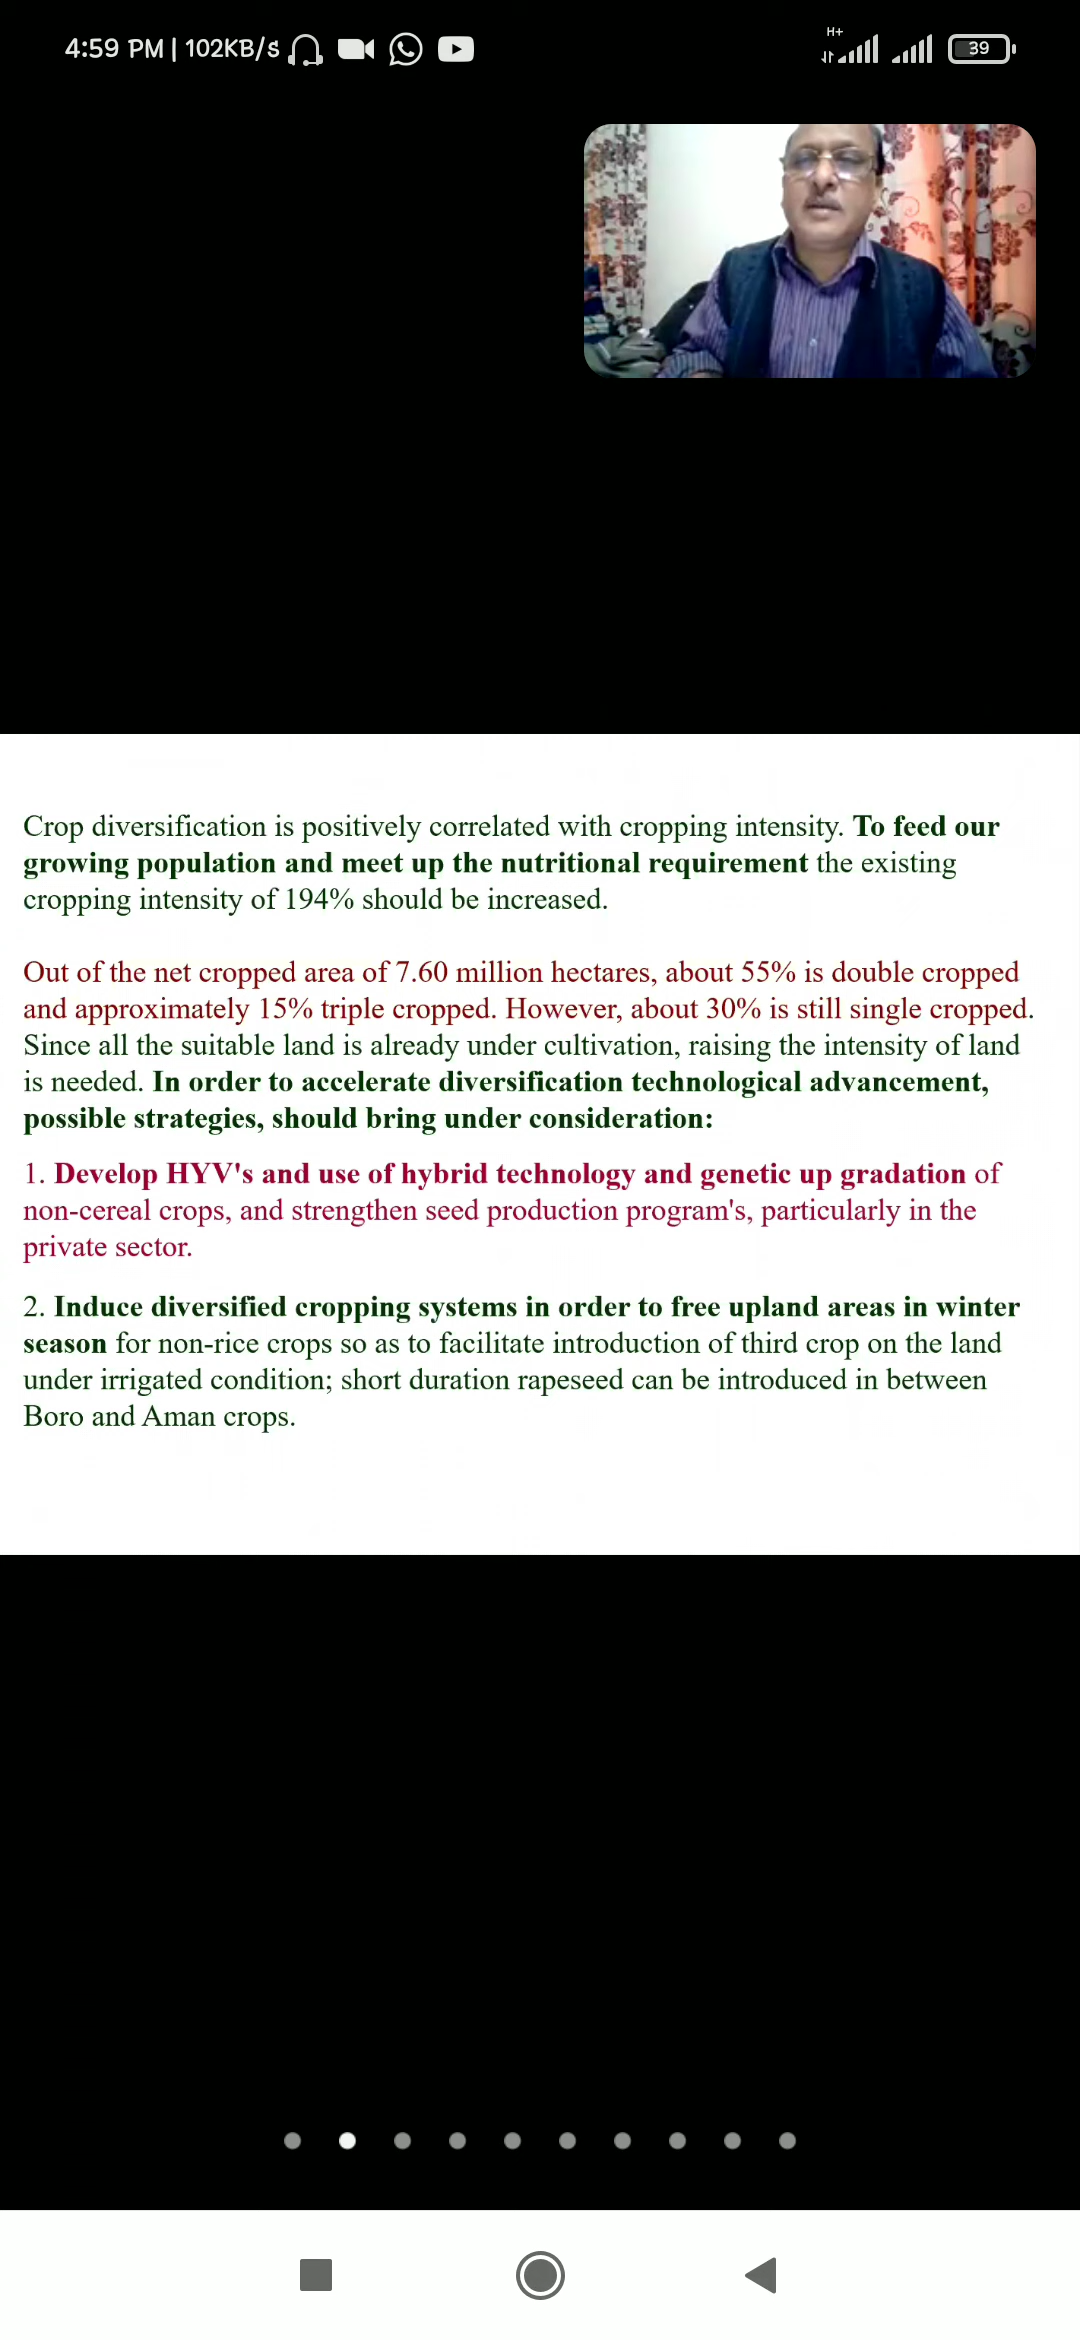 4:59 PM | 102KB/s
H+
39
Crop diversification is positively correlated with cropping intensity. To feed our
growing population and meet up the nutritional requirement the existing
cropping intensity of 194% should be increased.
Out of the net cropped area of 7.60 million hectares, about 55% is double cropped
and approximately 15% triple cropped. However, about 30% is still single cropped.
Since all the suitable land is already under cultivation, raising the intensity of land
is needed. In order to accelerate diversification technological advancement,
possible strategies, should bring under consideration:
1. Develop HYV's and use of hybrid technology and genetic up gradation of
non-cereal crops, and strengthen seed production program's, particularly in the
private sector.
2. Induce diversified cropping systems in order to free upland areas in winter
season for non-rice crops so as to facilitate introduction of third crop on the land
under irrigated condition; short duration rapeseed can be introduced in between
Boro and Aman crops.